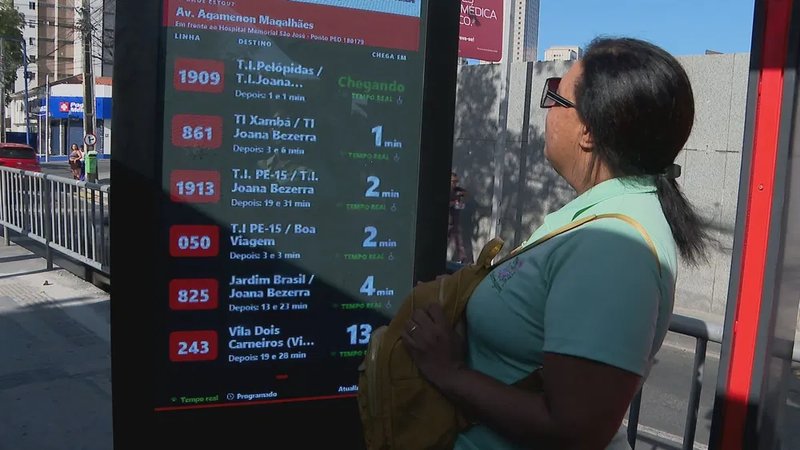 Av. Agamenon Magalhães
Em frente ao Hospital Memorial São José - Ponto PED 180179
LINHA DESTINO CHEGA EM
1909 T.I.Pelópidas / T.I.Joana... Chegando
Depois: 1 e 1 min TEMPO REAL
861 TI Xambá / TI Joana Bezerra 1 min
Depois: 3 e 6 min TEMPO REAL
1913 T.I. PE-15 / T.I. Joana Bezerra 2 min
Depois: 19 e 31 min TEMPO REAL
050 T.I PE-15 / Boa Viagem 2 min
Depois: 3 e 3 min TEMPO REAL
825 Jardim Brasil / Joana Bezerra 4 min
Depois: 13 e 23 min TEMPO REAL
243 Vila Dois Carneiros (Vi... 13
Depois: 19 e 28 min TEMPO
Tempo real Programado
MÉDICA